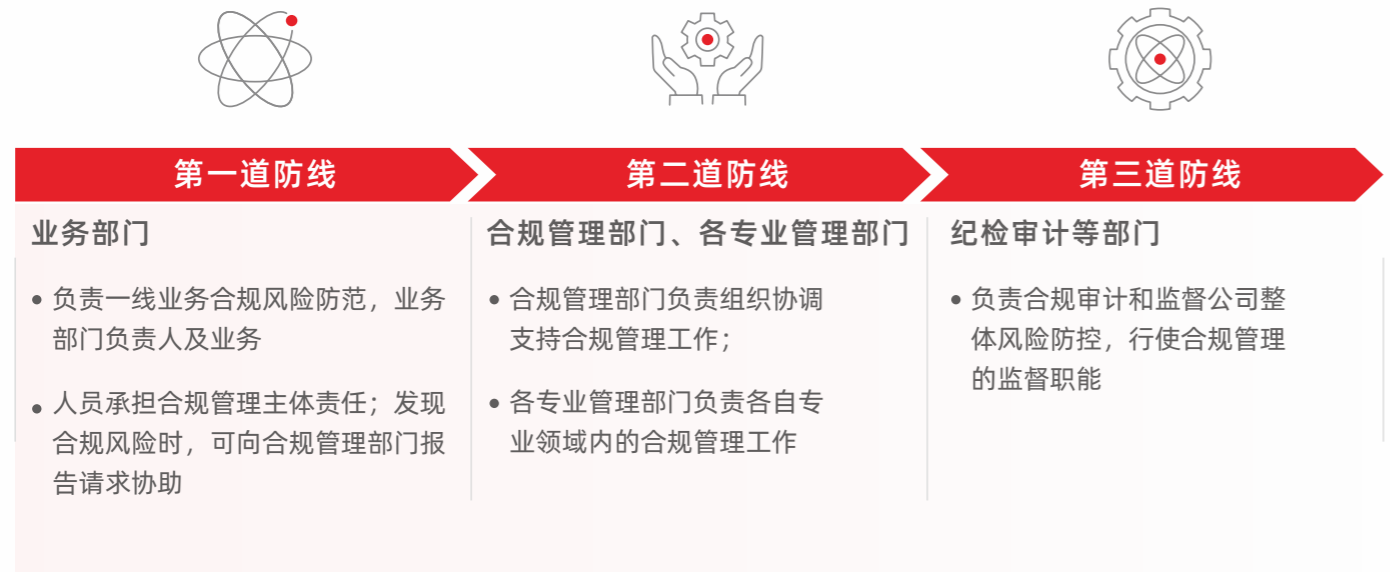 第一道防线
业务部门
• 负责一线业务合规风险防范，业务
部门负责人及业务
• 人员承担合规管理主体责任；发现
合规风险时，可向合规管理部门报
告请求协助
第二道防线
合规管理部门、各专业管理部门
• 合规管理部门负责组织协调
支持合规管理工作；
• 各专业管理部门负责各自专
业领域内的合规管理工作
第三道防线
纪检审计等部门
• 负责合规审计和监督公司整
体风险防控，行使合规管理
的监督职能